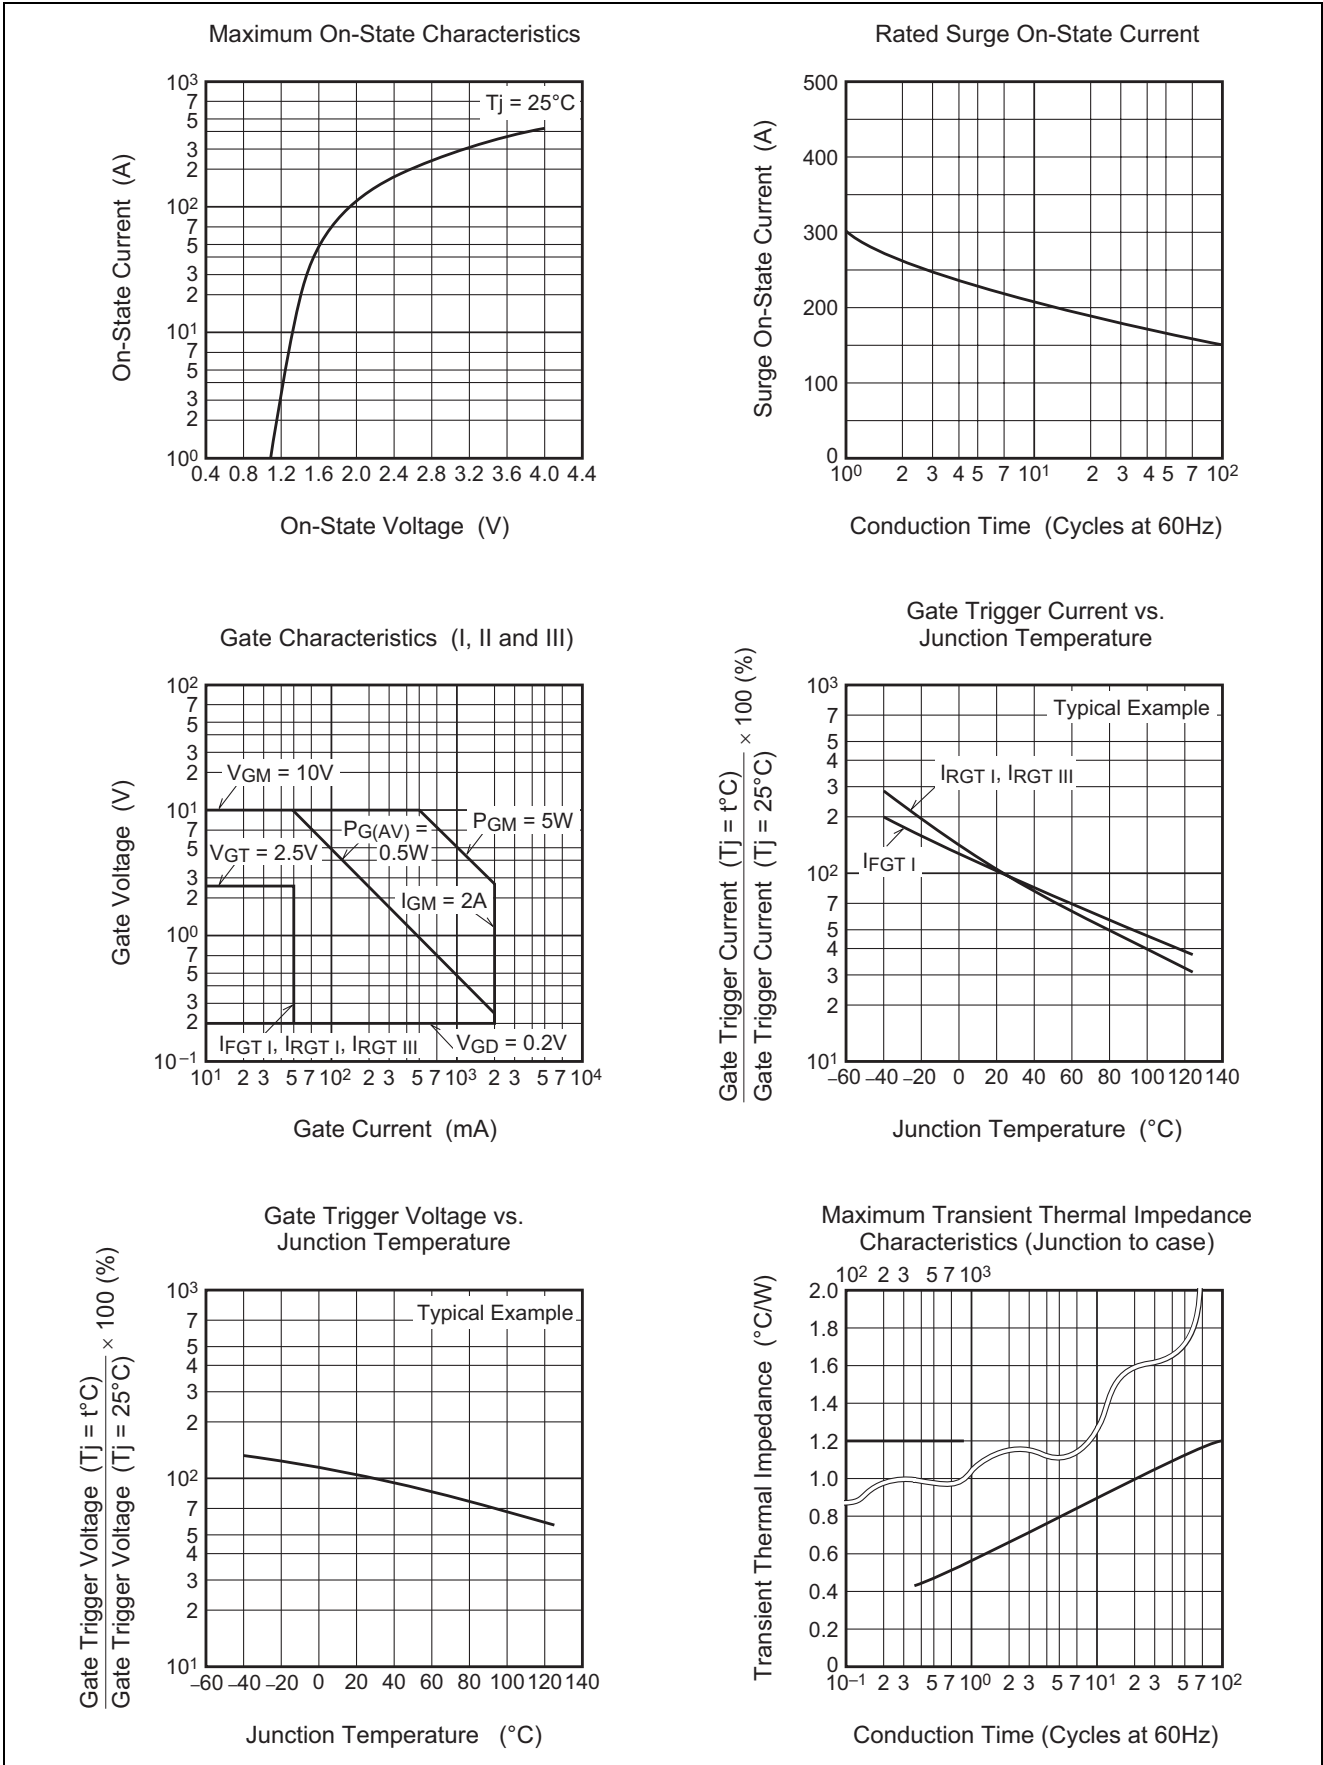 Maximum On-State Characteristics
10³
7
5
3
2
10²
7
5
3
2
10¹
7
5
3
2
10⁰
Tj = 25°C
0.4 0.8 1.2 1.6 2.0 2.4 2.8 3.2 3.6 4.0 4.4
On-State Current (A)
On-State Voltage (V)
Rated Surge On-State Current
500
400
300
200
100
0
10⁰ 2 3 4 5 7 10¹ 2 3 4 5 7 10²
Surge On-State Current (A)
Conduction Time (Cycles at 60Hz)
Gate Characteristics (I, II and III)
10²
7
5
3
2
10¹
7
5
3
2
10⁰
7
5
3
2
10⁻¹
VGM = 10V
PG(AV) =
0.5W
PGM = 5W
VGT = 2.5V
IGM = 2A
IFGT I, IRGT I, IRGT III
VGD = 0.2V
10¹ 2 3 5 7 10² 2 3 5 7 10³ 2 3 5 7 10⁴
Gate Voltage (V)
Gate Current (mA)
Gate Trigger Current vs.
Junction Temperature
10³
7
5
4
3
2
10²
7
5
4
3
2
10¹
Typical Example
IRGT I, IRGT III
IFGT I
–60 –40 –20 0 20 40 60 80 100 120 140
Gate Trigger Current (Tj = t°C)
Gate Trigger Current (Tj = 25°C)
× 100 (%)
Junction Temperature (°C)
Gate Trigger Voltage vs.
Junction Temperature
10³
7
5
4
3
2
10²
7
5
4
3
2
10¹
Typical Example
–60 –40 –20 0 20 40 60 80 100 120 140
Gate Trigger Voltage (Tj = t°C)
Gate Trigger Voltage (Tj = 25°C)
× 100 (%)
Junction Temperature (°C)
Maximum Transient Thermal Impedance
Characteristics (Junction to case)
10² 2 3 5 7 10³
2.0
1.8
1.6
1.4
1.2
1.0
0.8
0.6
0.4
0.2
0
10⁻¹ 2 3 5 7 10⁰ 2 3 5 7 10¹ 2 3 5 7 10²
Transient Thermal Impedance (°C/W)
Conduction Time (Cycles at 60Hz)